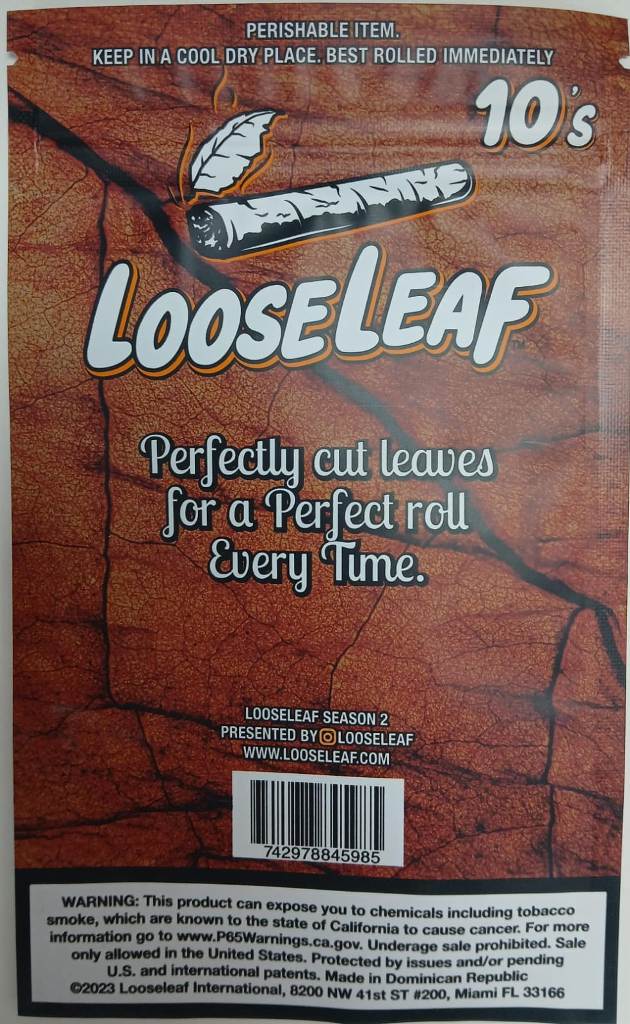 PERISHABLE ITEM.
KEEP IN A COOL DRY PLACE. BEST ROLLED IMMEDIATELY
10's
LOOSELEAF
Perfectly cut leaves
for a Perfect roll
Every Time.
LOOSELEAF SEASON 2
PRESENTED BY LOOSELEAF
WWW.LOOSELEAF.COM
742978845985
WARNING: This product can expose you to chemicals including tobacco
smoke, which are known to the state of California to cause cancer. For more
information go to www.P65Warnings.ca.gov. Underage sale prohibited. Sale
only allowed in the United States. Protected by issues and/or pending
U.S. and international patents. Made in Dominican Republic
©2023 Looseleaf International, 8200 NW 41st ST #200, Miami FL 33166